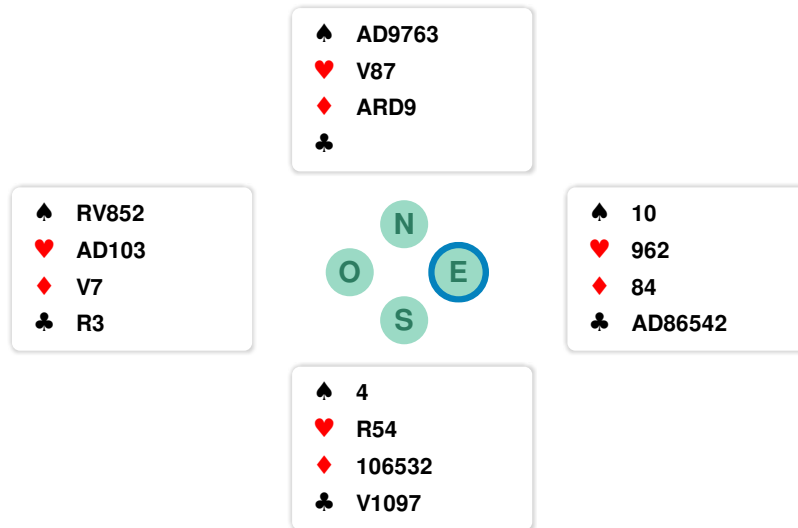 ♠ AD9763
♥ V87
♦ ARD9
♣
♠ RV852
♥ AD103
♦ V7
♣ R3
N
O
E
S
♠ 10
♥ 962
♦ 84
♣ AD86542
♠ 4
♥ R54
♦ 106532
♣ V1097